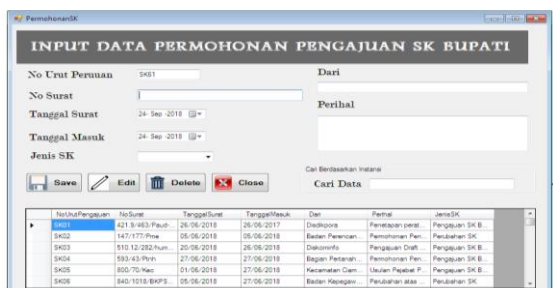 PermohonanSK
INPUT DATA PERMOHONAN PENGAJUAN SK BUPATI
No Urut Peruuan SK61
No Surat
Tanggal Surat 24- Sep -2018
Tanggal Masuk 24- Sep -2018
Jenis SK
Dari
Perihal
Save Edit Delete Close
Cari Berdasarkan Instansi
Cari Data
NoUrutPengajuan NoSurat TanggalSurat TanggalMasuk Dari Perihal JenisSK
SK01 421.9/463/Paud... 26/06/2018 26/06/2017 Disdikpora Penetapan perat... Pengajuan SK B...
SK02 147/177/Pme 05/06/2018 05/06/2018 Badan Perencan... Permohonan Pen... Perubahan SK
SK03 510.12/282/hum... 20/06/2018 26/06/2018 Diskominfo Pengajuan Draft ... Pengajuan SK B...
SK04 593/43/Ptnh 27/06/2018 27/06/2018 Bagian Pertanah... Permohonan Pen... Pengajuan SK B...
SK05 800/70/Kec 01/06/2018 27/06/2018 Kecamatan Ciam... Usulan Pejabat P... Pengajuan SK B...
SK06 840/1018/BKPS... 05/06/2018 27/06/2018 Badan Kepegaw... Perubahan atas ... Perubahan SK